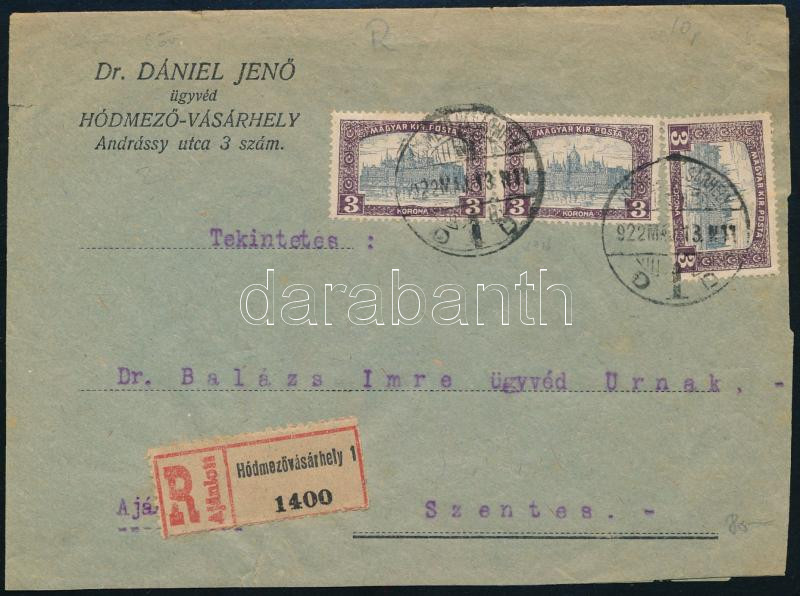 Dr. DÁNIEL JENŐ
ügyvéd
HÓDMEZŐ-VÁSÁRHELY
Andrássy utca 3 szám.
R
MAGYAR KIR. POSTA
3 KORONA 3
MAGYAR KIR. POSTA
3 KORONA 3
MAGYAR KIR. POSTA
3 KORONA 3
922 13 N11
922 13 N11
Tekintetes :
darabanth
Dr. Balázs Imre ügyvéd Urnak, -
R Ajánlott
Hódmezővásárhely 1
1400
Ajá
Szentes. -